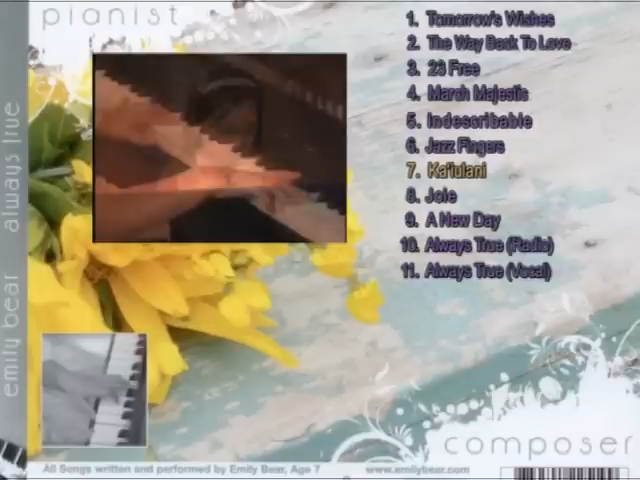 pianist
1. Tomorrow's Wishes
2. The Way Back To Love
3. 23 Free
4. March Majestic
5. Indescribable
6. Jazz Fingers
7. Ka'iulani
8. Joie
9. A New Day
10. Always True (Radio)
11. Always True (Vocal)
emily bear always true
composer
All Songs written and performed by Emily Bear, Age 7 www.emilybear.com